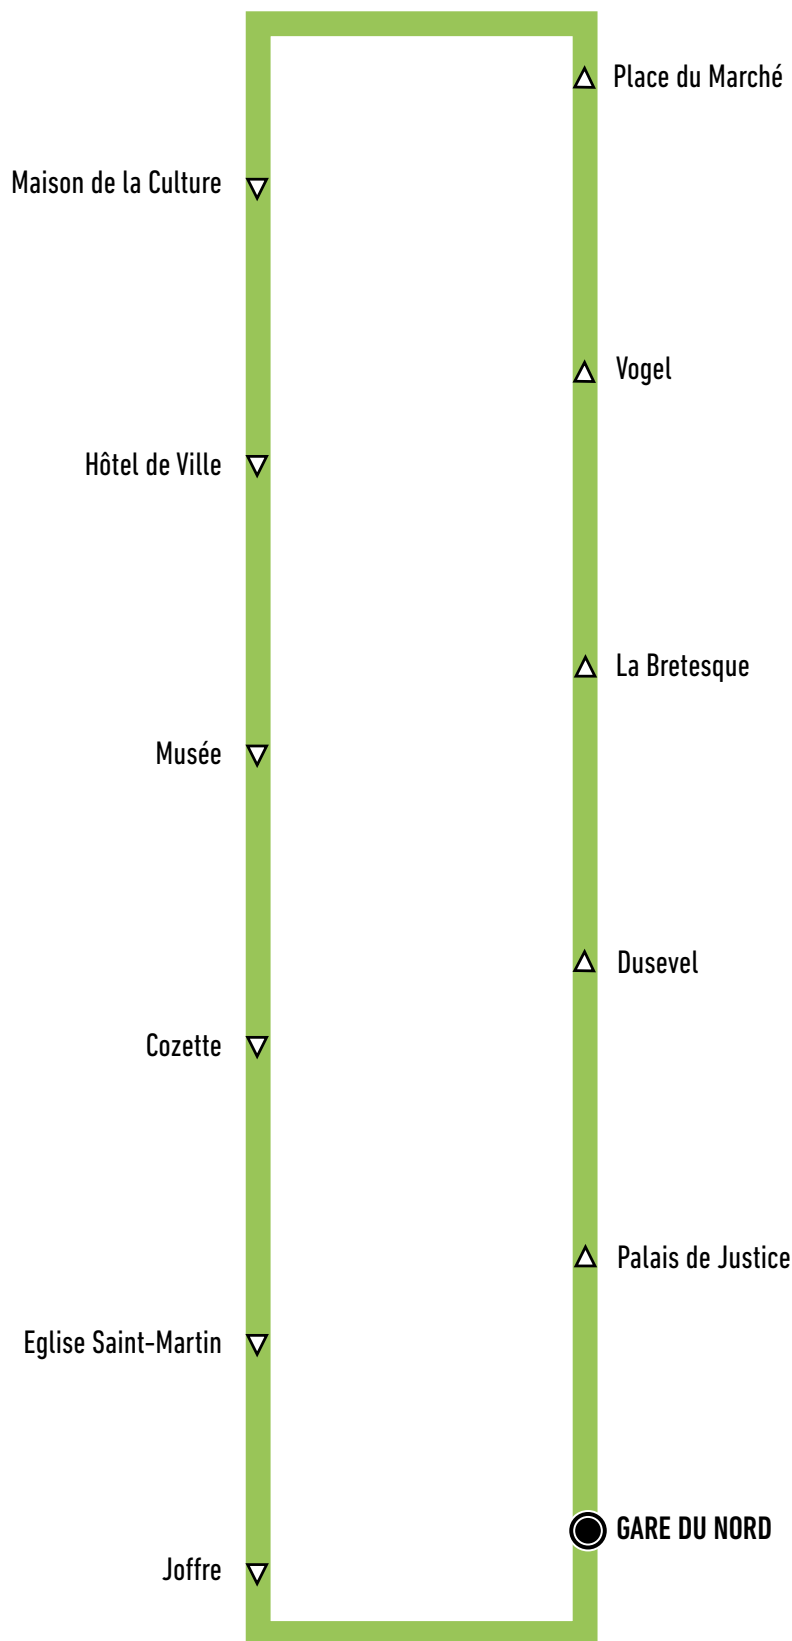 Place du Marché
Maison de la Culture
Vogel
Hôtel de Ville
La Bretesque
Musée
Dusevel
Cozette
Palais de Justice
Eglise Saint-Martin
GARE DU NORD
Joffre